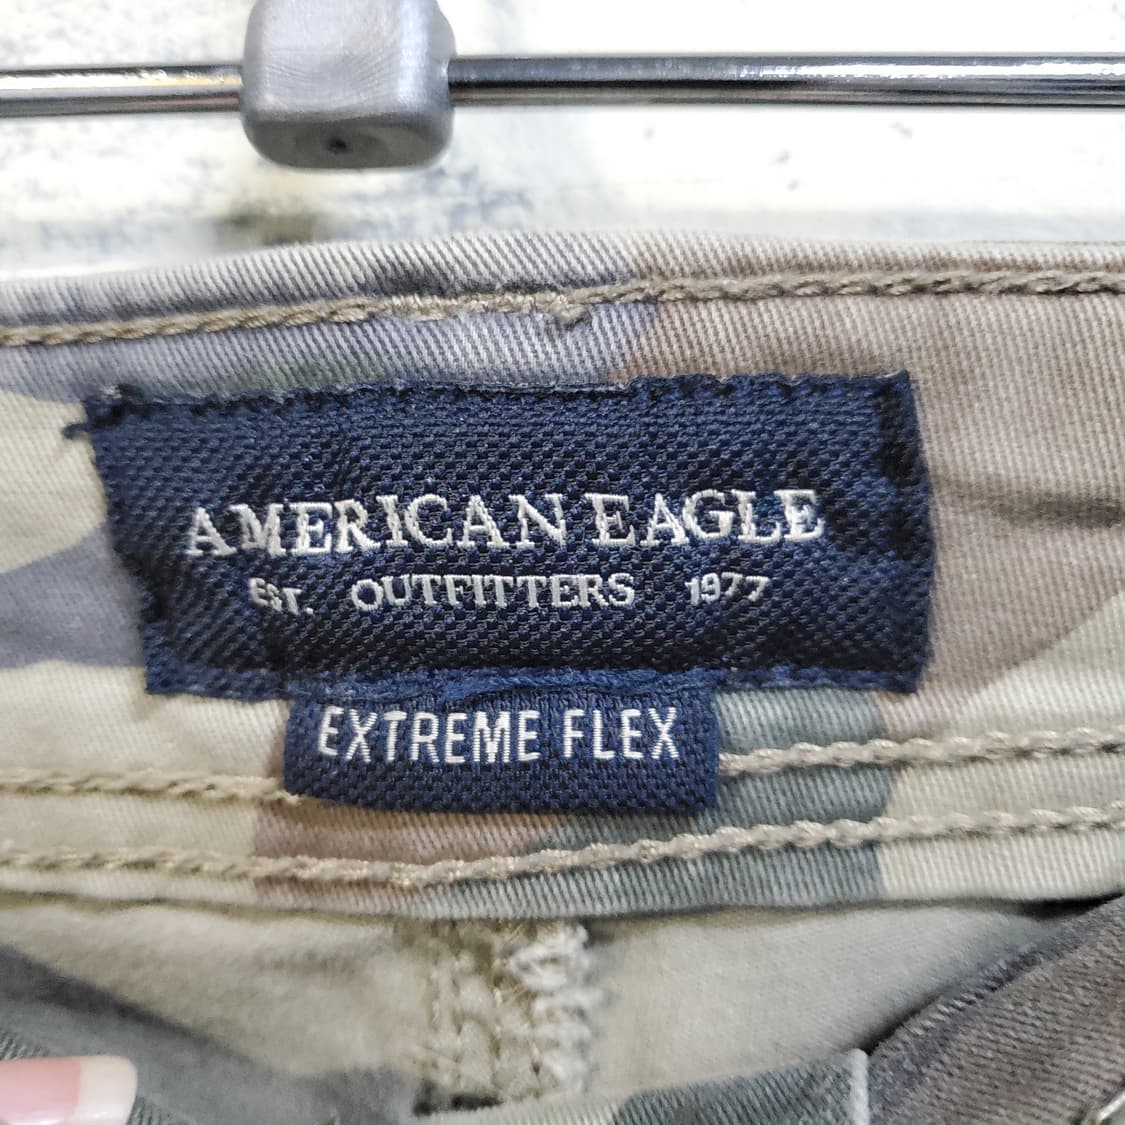 AMERICAN EAGLE
EST. OUTFITTERS 1977
EXTREME FLEX